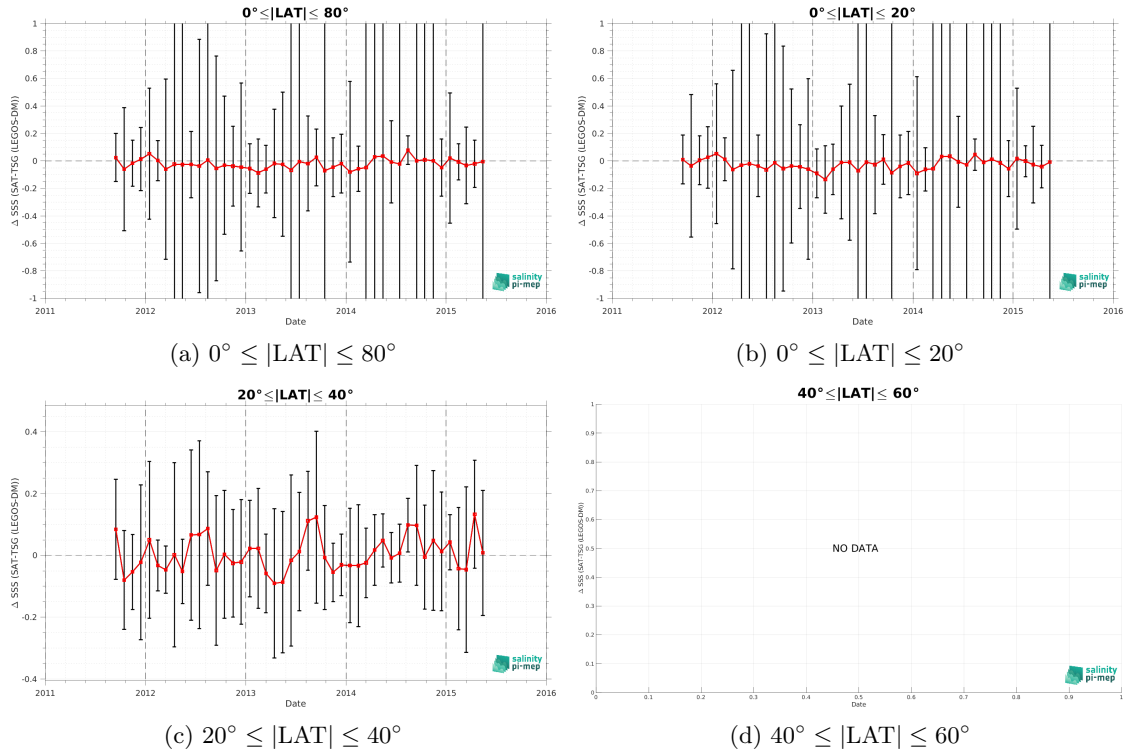 0°≤|LAT|≤ 80°
Δ SSS (SAT-TSG (LEGOS-DM))
1
0.8
0.6
0.4
0.2
0
-0.2
-0.4
-0.6
-0.8
-1
2011 2012 2013 2014 2015 2016
Date
salinity
pi-mep
(a) 0° ≤ |LAT| ≤ 80°
0°≤|LAT|≤ 20°
Δ SSS (SAT-TSG (LEGOS-DM))
1
0.8
0.6
0.4
0.2
0
-0.2
-0.4
-0.6
-0.8
-1
2011 2012 2013 2014 2015 2016
Date
salinity
pi-mep
(b) 0° ≤ |LAT| ≤ 20°
20°≤|LAT|≤ 40°
Δ SSS (SAT-TSG (LEGOS-DM))
0.4
0.2
0
-0.2
-0.4
2011 2012 2013 2014 2015 2016
Date
salinity
pi-mep
(c) 20° ≤ |LAT| ≤ 40°
40°≤|LAT|≤ 60°
Δ SSS (SAT-TSG (LEGOS-DM))
1
0.9
0.8
0.7
0.6
0.5
0.4
0.3
0.2
0.1
0
NO DATA
0 0.1 0.2 0.3 0.4 0.5 0.6 0.7 0.8 0.9 1
Date
salinity
pi-mep
(d) 40° ≤ |LAT| ≤ 60°